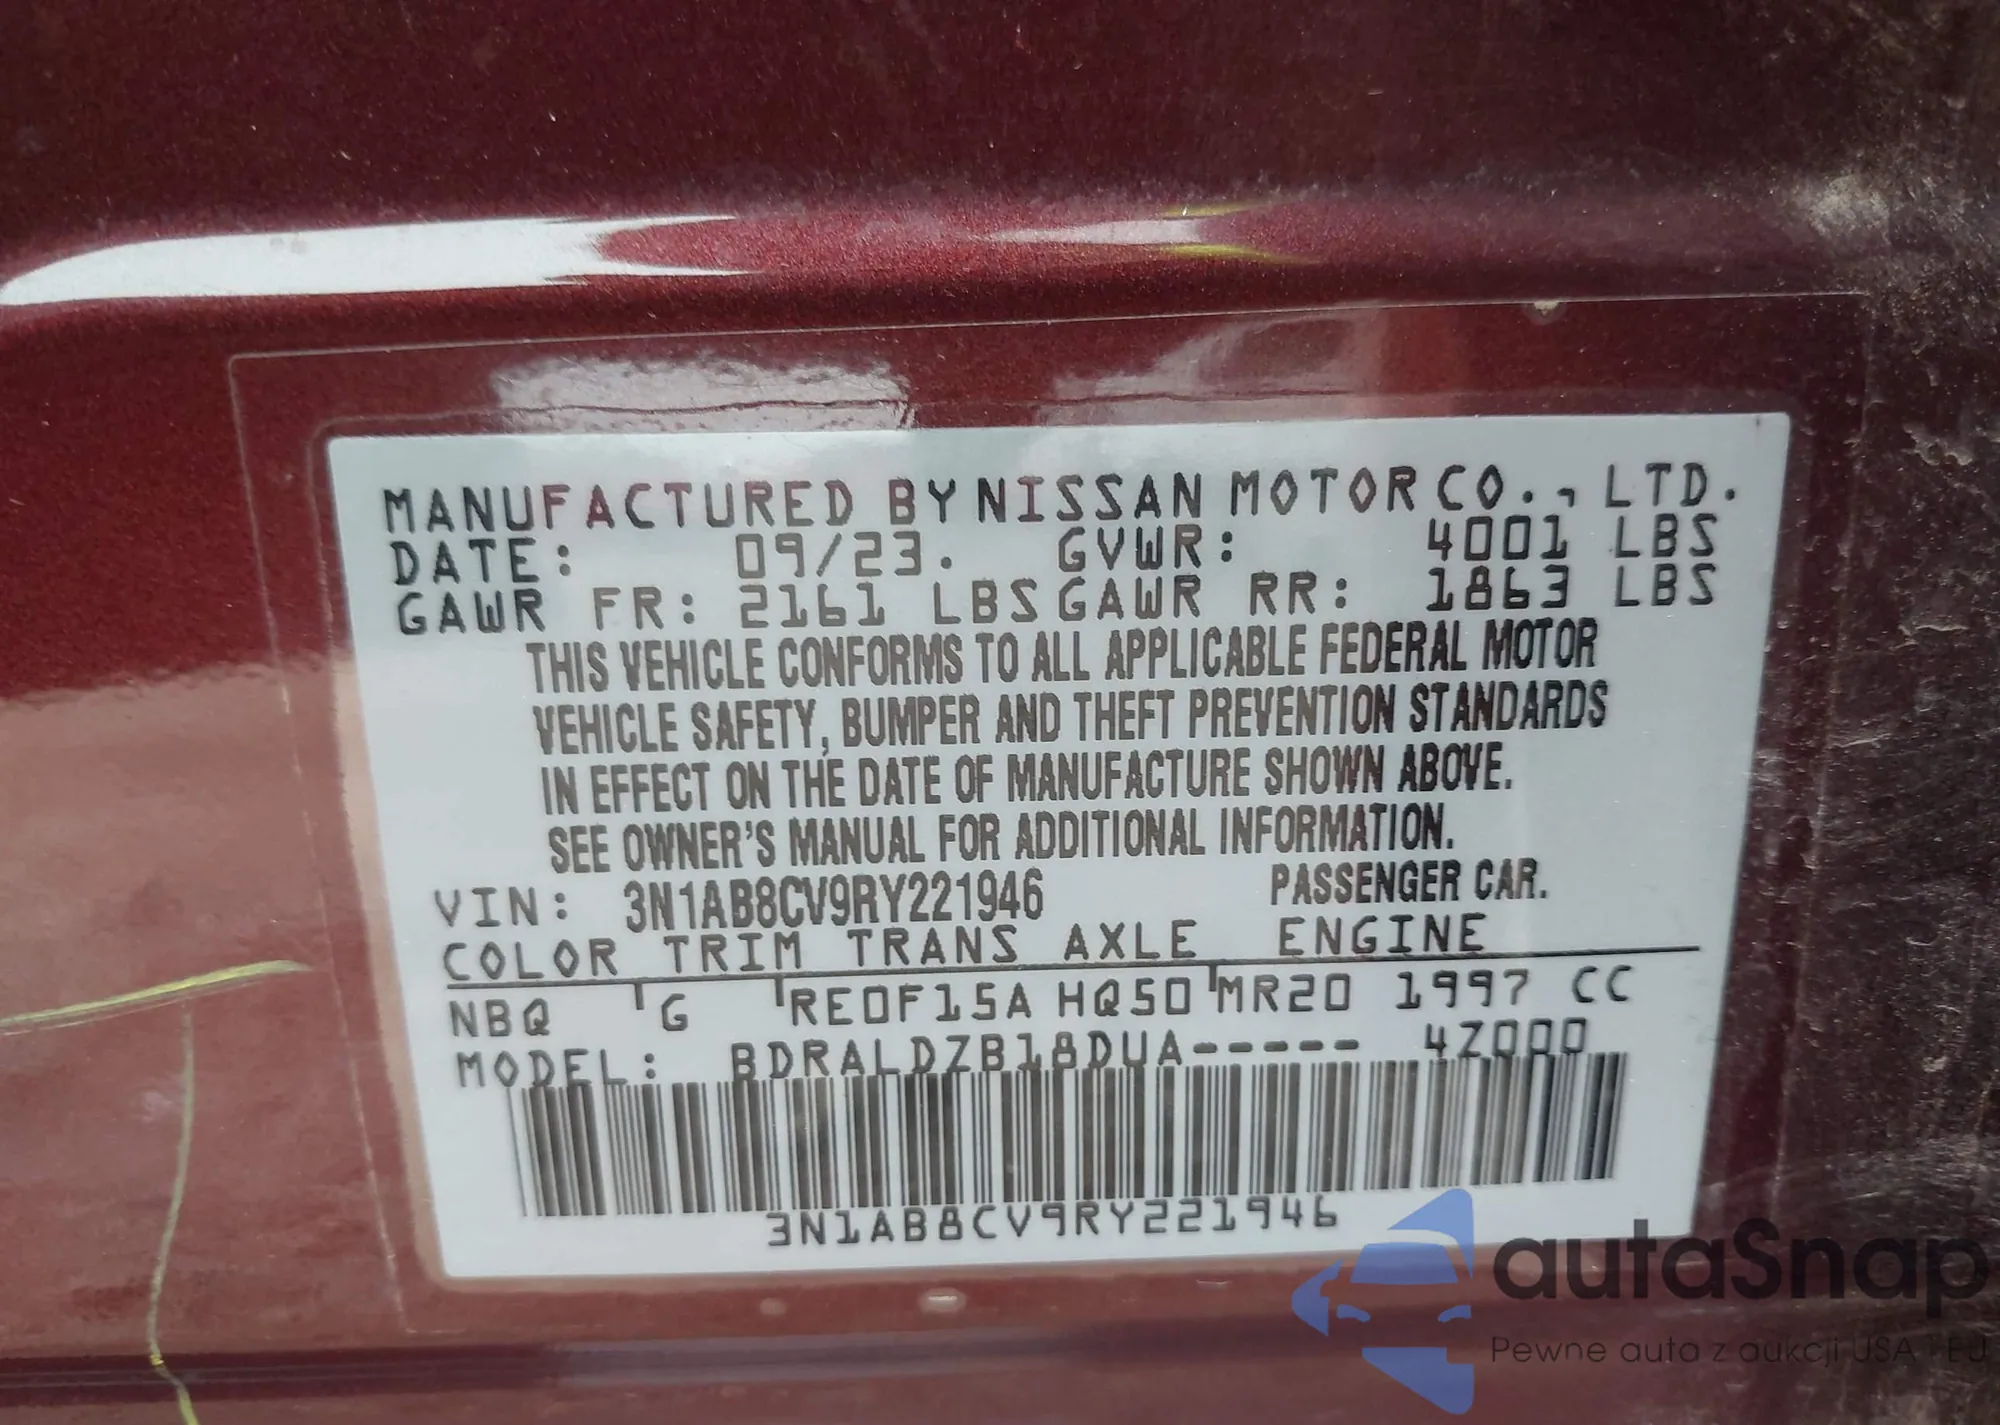 MANUFACTURED BY NISSAN MOTOR CO., LTD.
DATE: 09/23. GVWR: 4001 LBS
GAWR FR: 2161 LBS GAWR RR: 1863 LBS
THIS VEHICLE CONFORMS TO ALL APPLICABLE FEDERAL MOTOR
VEHICLE SAFETY, BUMPER AND THEFT PREVENTION STANDARDS
IN EFFECT ON THE DATE OF MANUFACTURE SHOWN ABOVE.
SEE OWNER'S MANUAL FOR ADDITIONAL INFORMATION.
VIN: 3N1AB8CV9RY221946 PASSENGER CAR.
COLOR TRIM TRANS AXLE ENGINE
NBQ G RE0F15A HQ50 MR20 1997 CC
MODEL: BDRALDZB18DUA----- 4Z000
3N1AB8CV9RY221946
autaSnap
Pewne auta z aukcji USA i EU